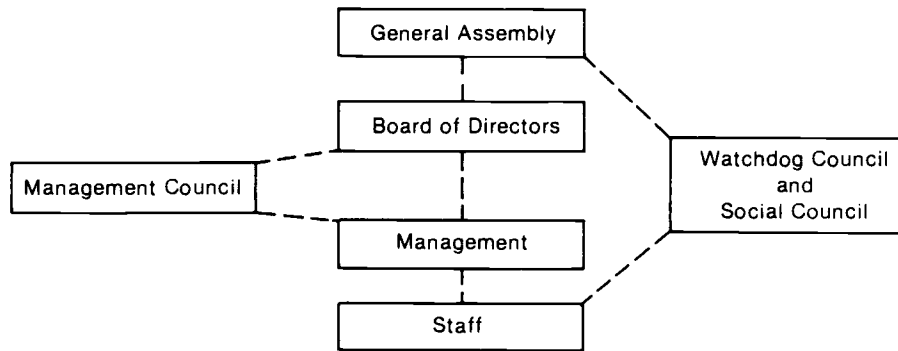 General Assembly
Board of Directors
Management Council
Watchdog Council
and
Social Council
Management
Staff